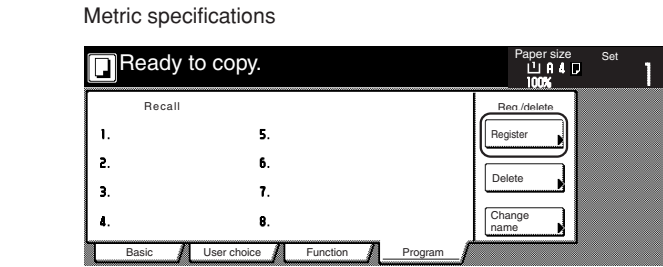 Metric specifications
Ready to copy.
Paper size
A 4
100%
Set
1
Recall
1.
2.
3.
4.
5.
6.
7.
8.
Reg./delete
Register
Delete
Change
name
Basic
User choice
Function
Program